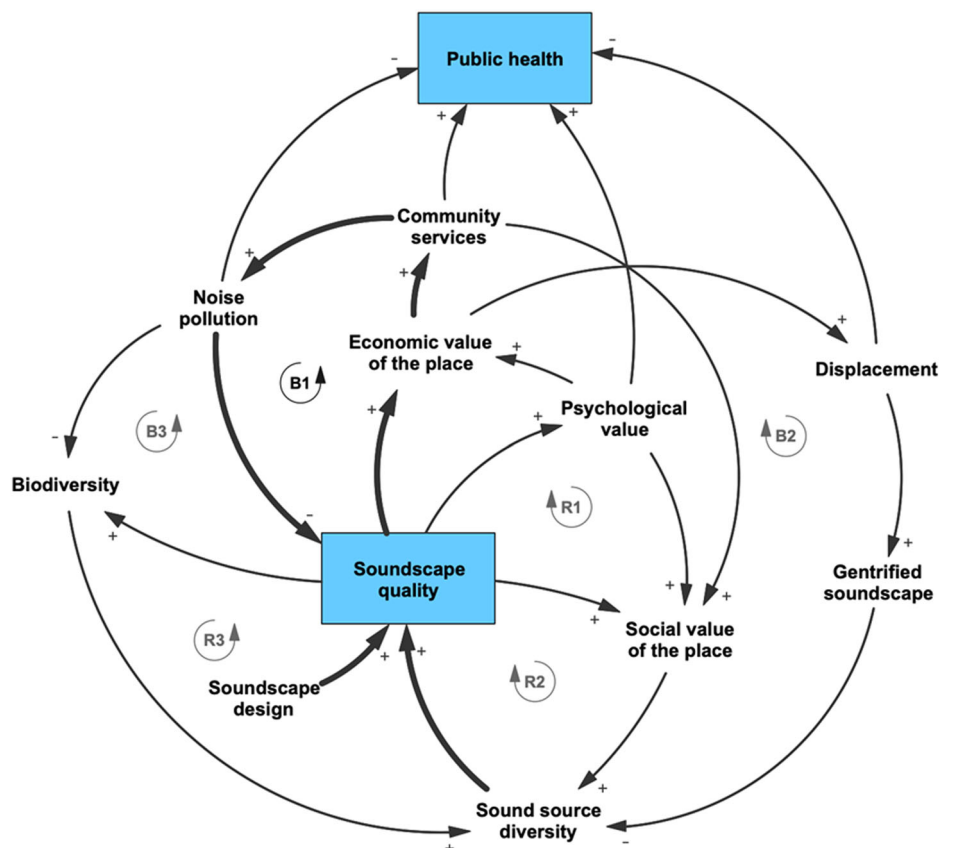 Public health
-
-
+
+
Community
services
+
+
Noise
pollution
Economic value
of the place
+
+
Displacement
B1
+
Psychological
value
+
B3
B2
-
Biodiversity
R1
-
+
+
Soundscape
quality
Gentrified
soundscape
+
+
+
Social value
of the place
R3
+
+
R2
Soundscape
design
+
Sound source
diversity
+
-